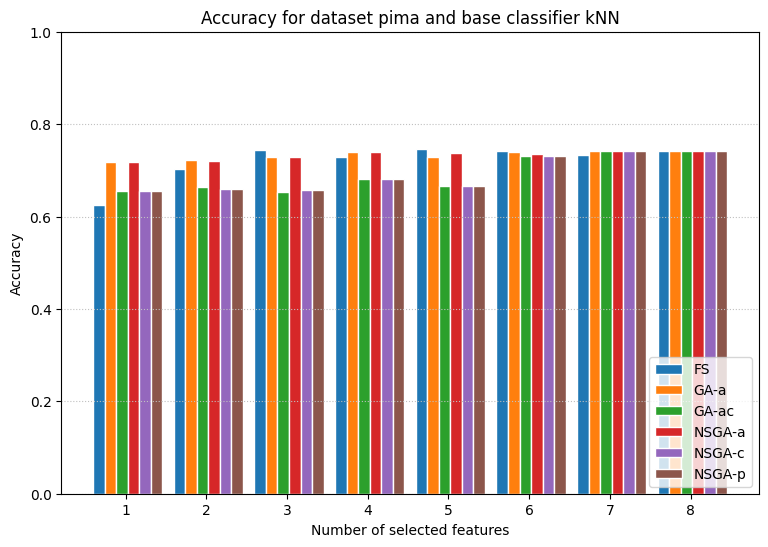 Accuracy for dataset pima and base classifier kNN
1.0
0.8
0.6
0.4
0.2
0.0
Accuracy
1 2 3 4 5 6 7 8
Number of selected features
FS
GA-a
GA-ac
NSGA-a
NSGA-c
NSGA-p